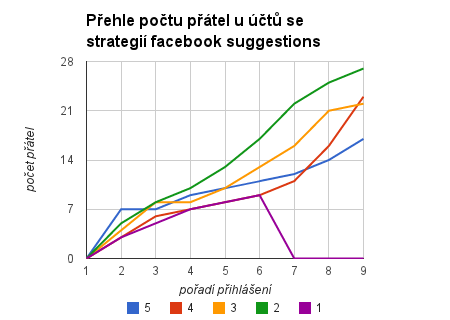 Přehle počtu přátel u účtů se
strategií facebook suggestions
počet přátel
28
21
14
7
0
1 2 3 4 5 6 7 8 9
pořadí přihlášení
5 4 3 2 1